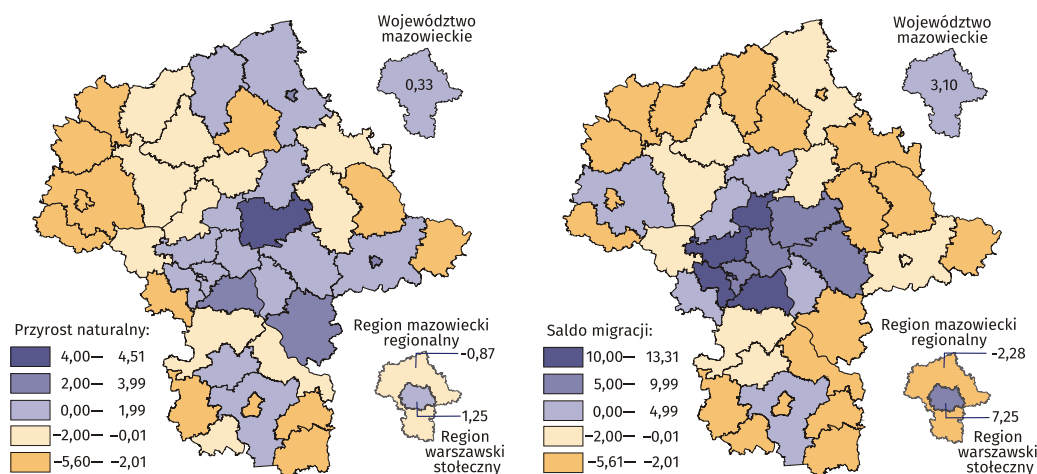 Województwo
mazowieckie
0,33
Przyrost naturalny:
4,00— 4,51
2,00— 3,99
0,00— 1,99
–2,00— –0,01
–5,60— –2,01
Region mazowiecki
regionalny
–0,87
1,25
Region
warszawski
stołeczny
Województwo
mazowieckie
3,10
Saldo migracji:
10,00— 13,31
5,00— 9,99
0,00— 4,99
–2,00— –0,01
–5,61— –2,01
Region mazowiecki
regionalny
–2,28
7,25
Region
warszawski
stołeczny